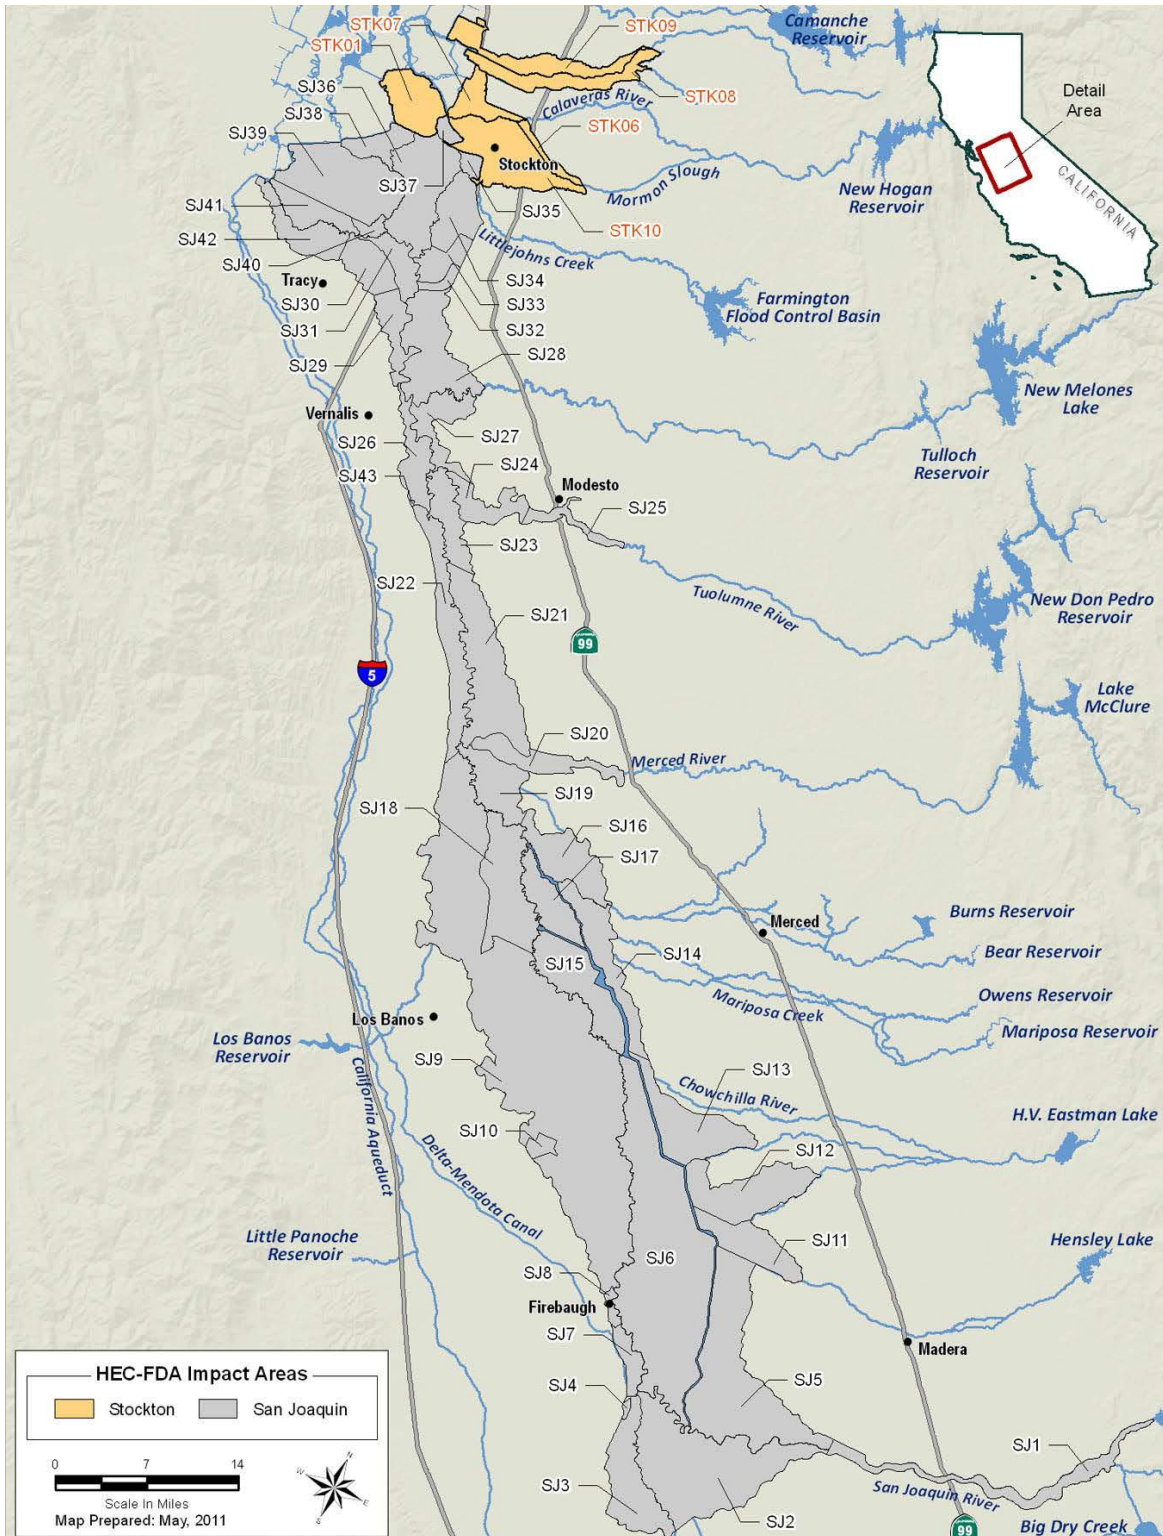 STK07
STK09
STK01
Camanche
Reservoir
SJ36
STK08
Calaveras River
SJ38
Detail
Area
SJ39
STK06
Stockton
CALIFORNIA
SJ37
Mormon Slough
New Hogan
Reservoir
SJ41
SJ35
STK10
SJ42
Littlejohns Creek
SJ40
Tracy
SJ34
SJ30
SJ33
Farmington
Flood Control Basin
SJ31
SJ32
SJ29
SJ28
New Melones
Lake
Vernalis
SJ26
SJ27
Tulloch
Reservoir
SJ24
SJ43
Modesto
SJ25
SJ23
SJ22
Tuolumne River
New Don Pedro
Reservoir
SJ21
CALIFORNIA
99
5
Lake
McClure
SJ20
Merced River
SJ19
SJ18
SJ16
SJ17
Burns Reservoir
Merced
Bear Reservoir
SJ14
SJ15
Owens Reservoir
Mariposa Creek
Los Banos
Mariposa Reservoir
Los Banos
Reservoir
SJ9
California Aqueduct
SJ13
Chowchilla River
H.V. Eastman Lake
SJ10
SJ12
Delta-Mendota Canal
Little Panoche
Reservoir
SJ11
Hensley Lake
SJ6
SJ8
Firebaugh
SJ7
Madera
HEC-FDA Impact Areas
Stockton
San Joaquin
SJ4
SJ5
SJ1
0 7 14
Scale In Miles
N
W
E
S
SJ3
San Joaquin River
Map Prepared: May, 2011
SJ2
99
Big Dry Creek